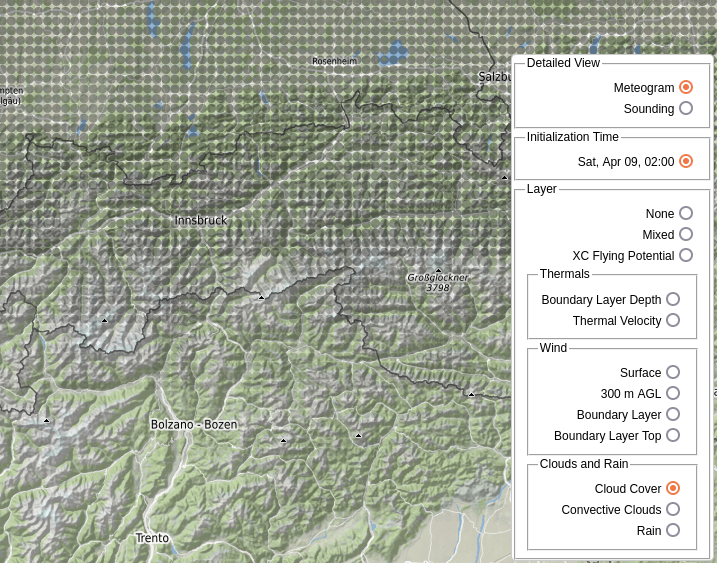 Rosenheim
mpten
lgäu)
Salzbu
Innsbruck
Großglockner
3798
Bolzano - Bozen
Trento
Detailed View
Meteogram
Sounding
Initialization Time
Sat, Apr 09, 02:00
Layer
None
Mixed
XC Flying Potential
Thermals
Boundary Layer Depth
Thermal Velocity
Wind
Surface
300 m AGL
Boundary Layer
Boundary Layer Top
Clouds and Rain
Cloud Cover
Convective Clouds
Rain